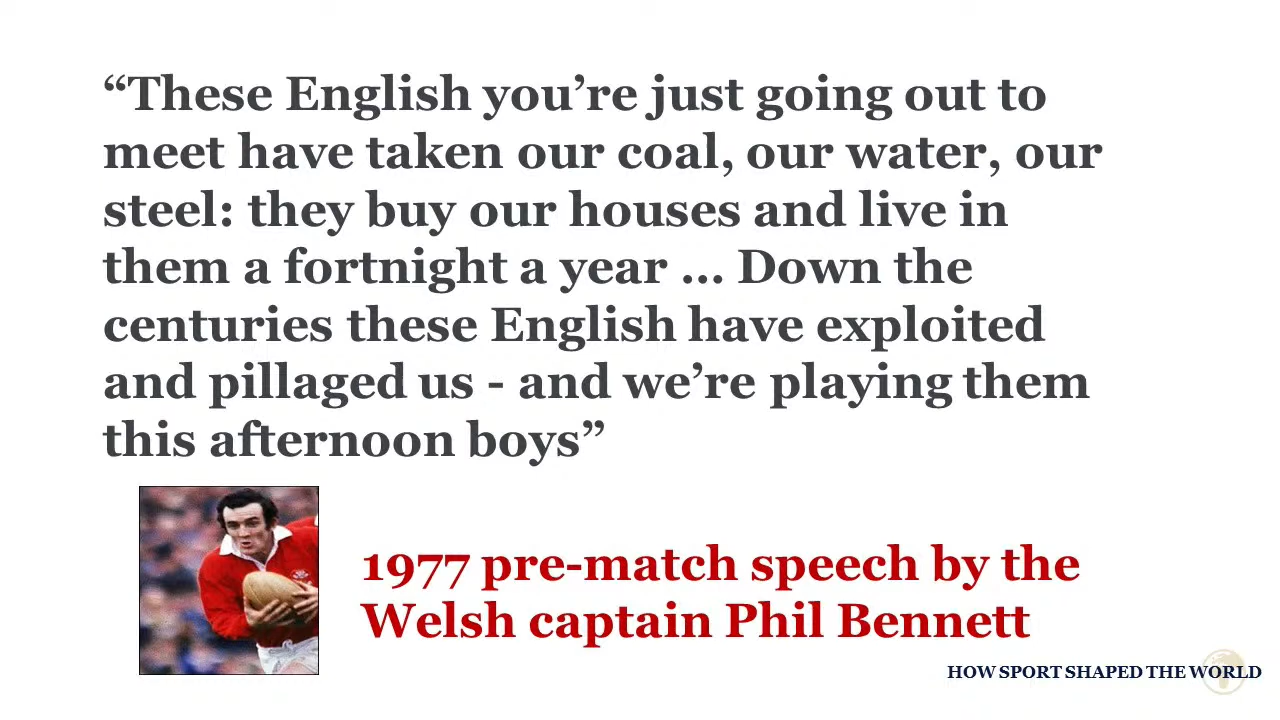 “These English you’re just going out to
meet have taken our coal, our water, our
steel: they buy our houses and live in
them a fortnight a year ... Down the
centuries these English have exploited
and pillaged us - and we’re playing them
this afternoon boys”
1977 pre-match speech by the
Welsh captain Phil Bennett
HOW SPORT SHAPED THE WORLD